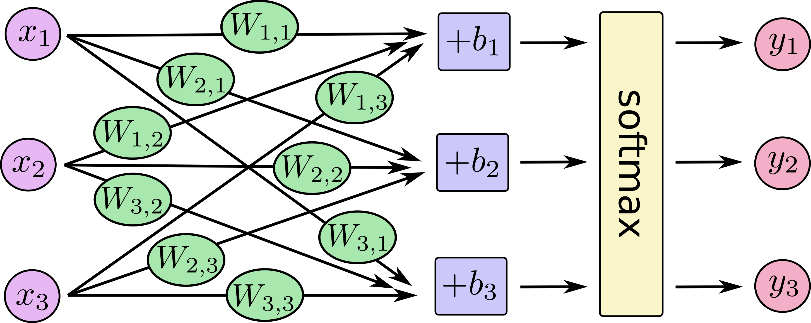 x₁ W₁,₁ +b₁ y₁
W₂,₁
W₁,₃
W₁,₂
x₂ W₂,₂ +b₂ softmax y₂
W₃,₂
W₃,₁
W₂,₃
x₃ W₃,₃ +b₃ y₃